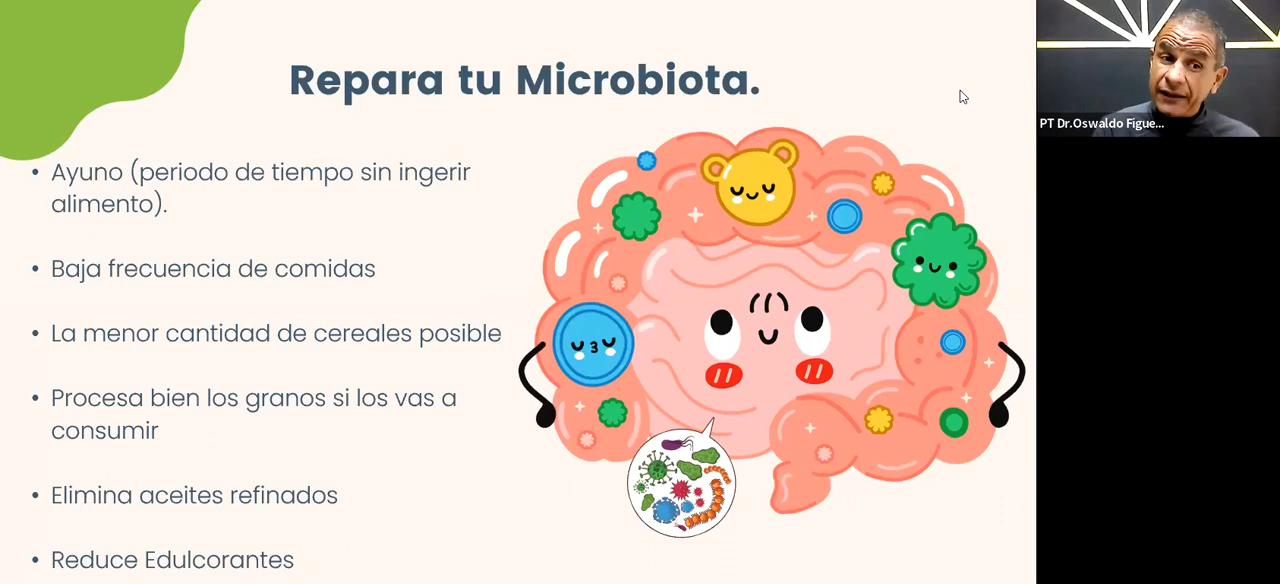 Repara tu Microbiota.
• Ayuno (periodo de tiempo sin ingerir
alimento).
• Baja frecuencia de comidas
• La menor cantidad de cereales posible
• Procesa bien los granos si los vas a
consumir
• Elimina aceites refinados
• Reduce Edulcorantes
PT Dr.Oswaldo Figue...